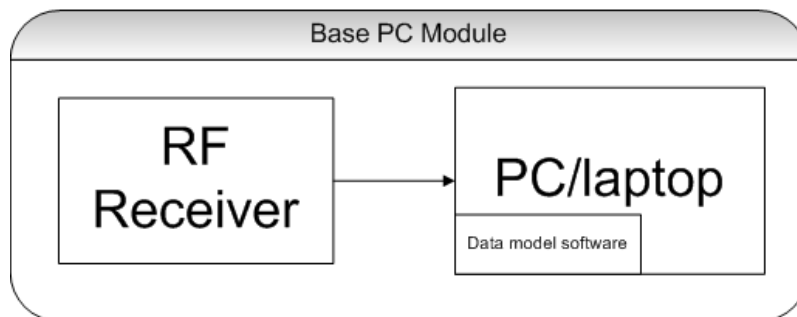 Base PC Module
RF
Receiver
PC/laptop
Data model software